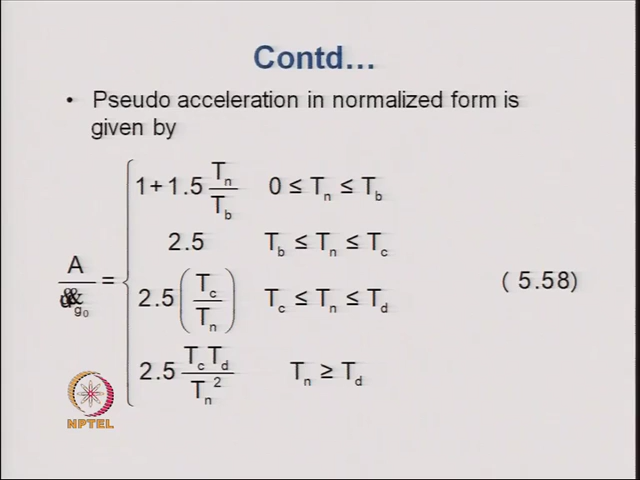 Contd...
• Pseudo acceleration in normalized form is
given by
1 + 1.5 Tn/Tb 0 ≤ Tn ≤ Tb
2.5 Tb ≤ Tn ≤ Tc
A/g0 = 2.5 (Tc/Tn) Tc ≤ Tn ≤ Td ( 5.58)
2.5 TcTd/Tn² Tn ≥ Td
NPTEL